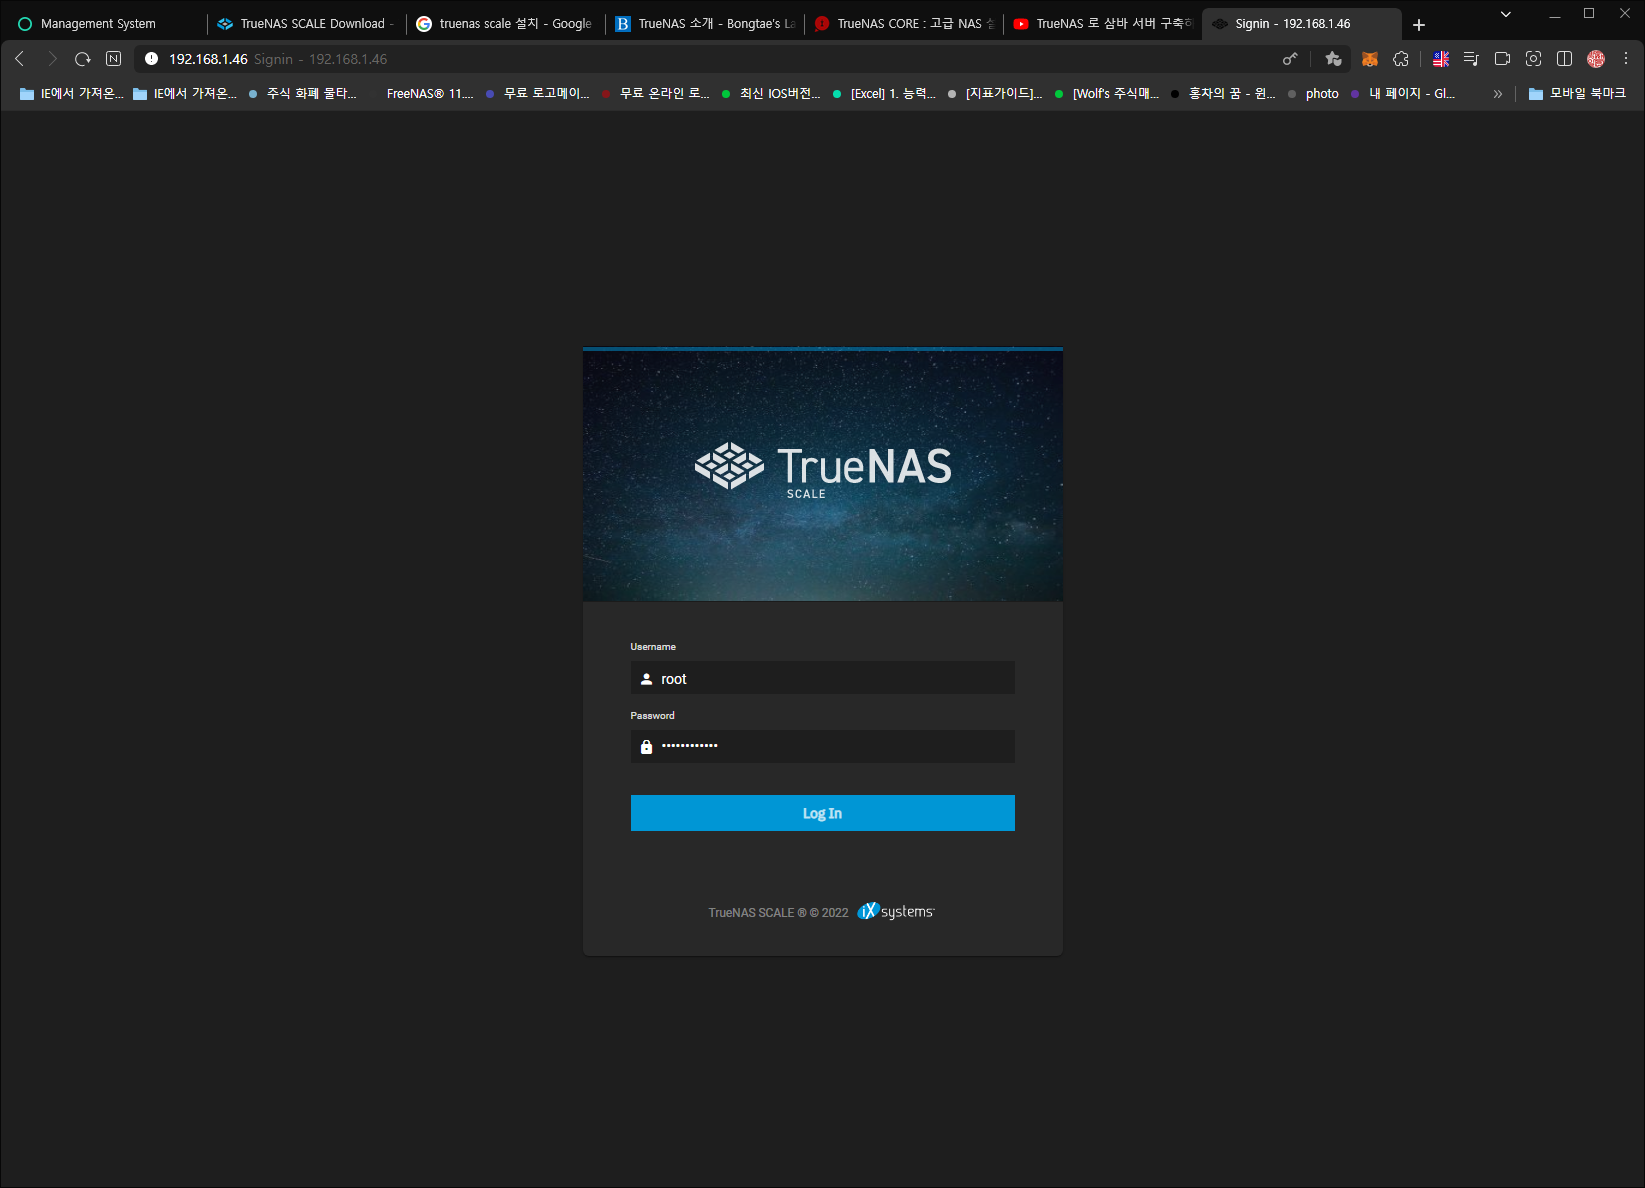 Management System
TrueNAS SCALE Download -
truenas scale 설치 - Google
TrueNAS 소개 - Bongtae's La
TrueNAS CORE : 고급 NAS 설
TrueNAS 로 삼바 서버 구축하
Signin - 192.168.1.46
192.168.1.46 Signin - 192.168.1.46
IE에서 가져온...
IE에서 가져온...
주식 화폐 물타...
FreeNAS® 11....
무료 로고메이...
무료 온라인 로...
최신 IOS버전...
[Excel] 1. 능력...
[지표가이드]...
[Wolf's 주식매...
홍차의 꿈 - 윈...
photo
내 페이지 - Gl...
모바일 북마크
TrueNAS
SCALE
Username
root
Password
Log In
TrueNAS SCALE ® © 2022 iXsystems